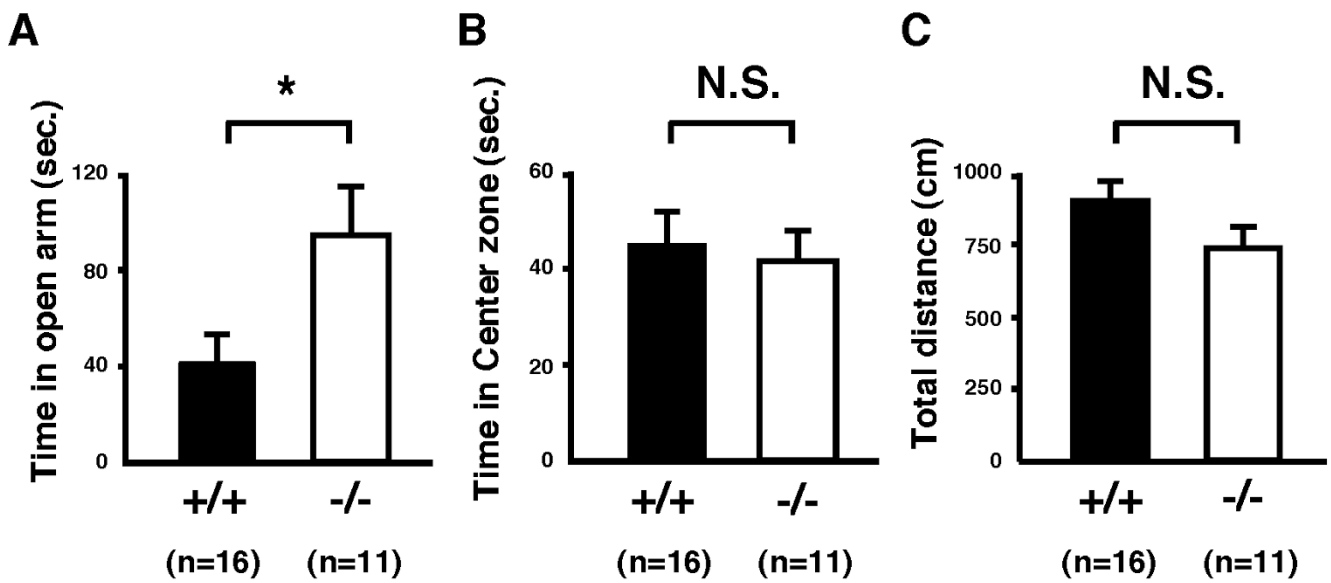 A
*
Time in open arm (sec.)
120
80
40
0
+/+
-/-
(n=16)
(n=11)
B
N.S.
Time in Center zone (sec.)
60
40
20
0
+/+
-/-
(n=16)
(n=11)
C
N.S.
Total distance (cm)
1000
750
500
250
0
+/+
-/-
(n=16)
(n=11)